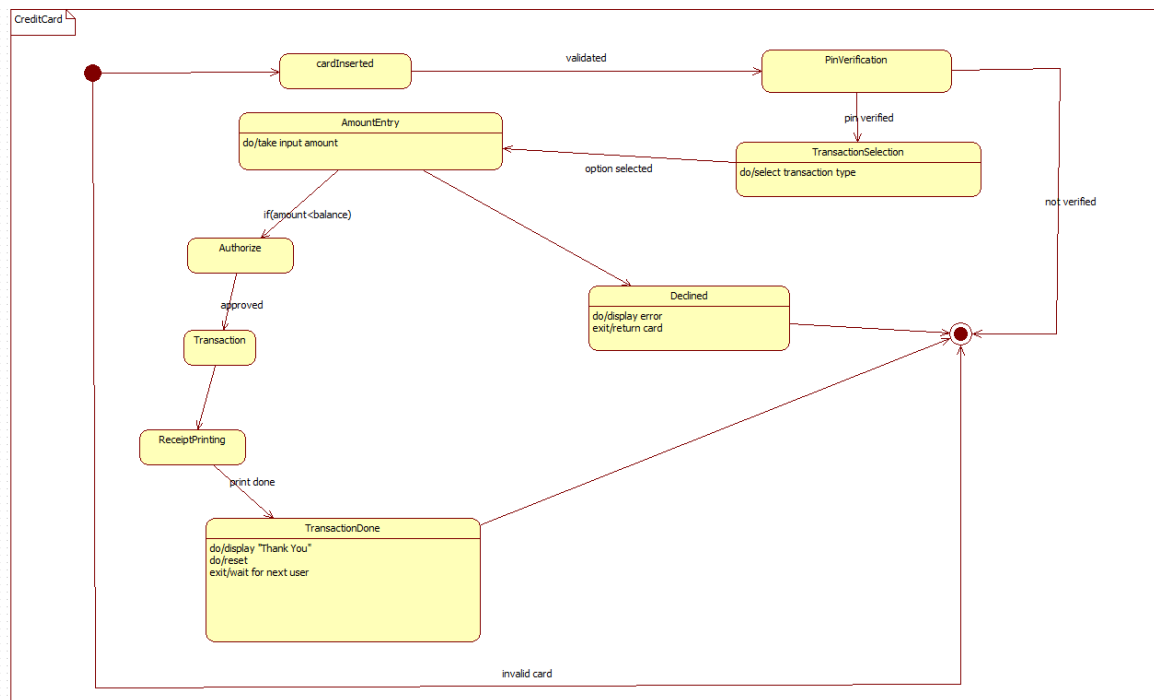 CreditCard
cardInserted
validated
PinVerification
pin verified
not verified
AmountEntry
do/take input amount
option selected
TransactionSelection
do/select transaction type
if(amount<balance)
Authorize
approved
Declined
do/display error
exit/return card
Transaction
ReceiptPrinting
print done
TransactionDone
do/display "Thank You"
do/reset
exit/wait for next user
invalid card